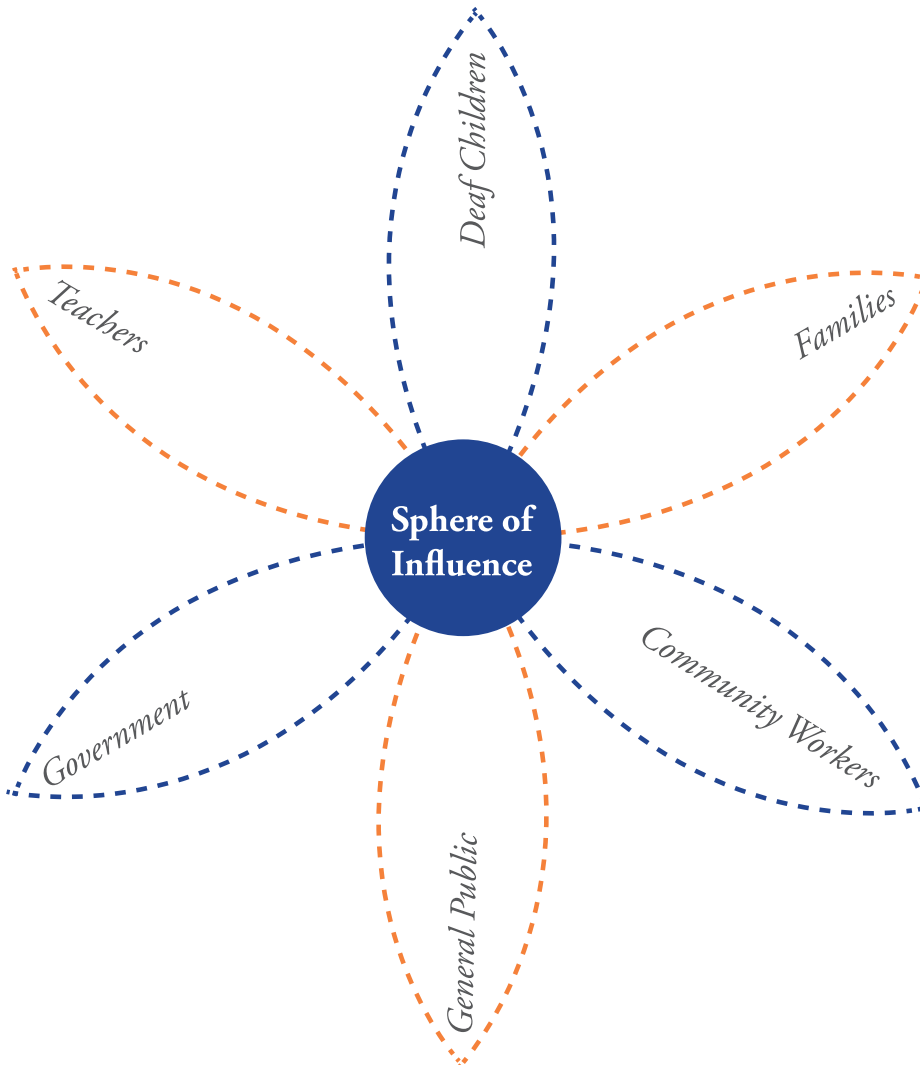 Deaf Children
Teachers
Families
Sphere of
Influence
Community Workers
Government
General Public